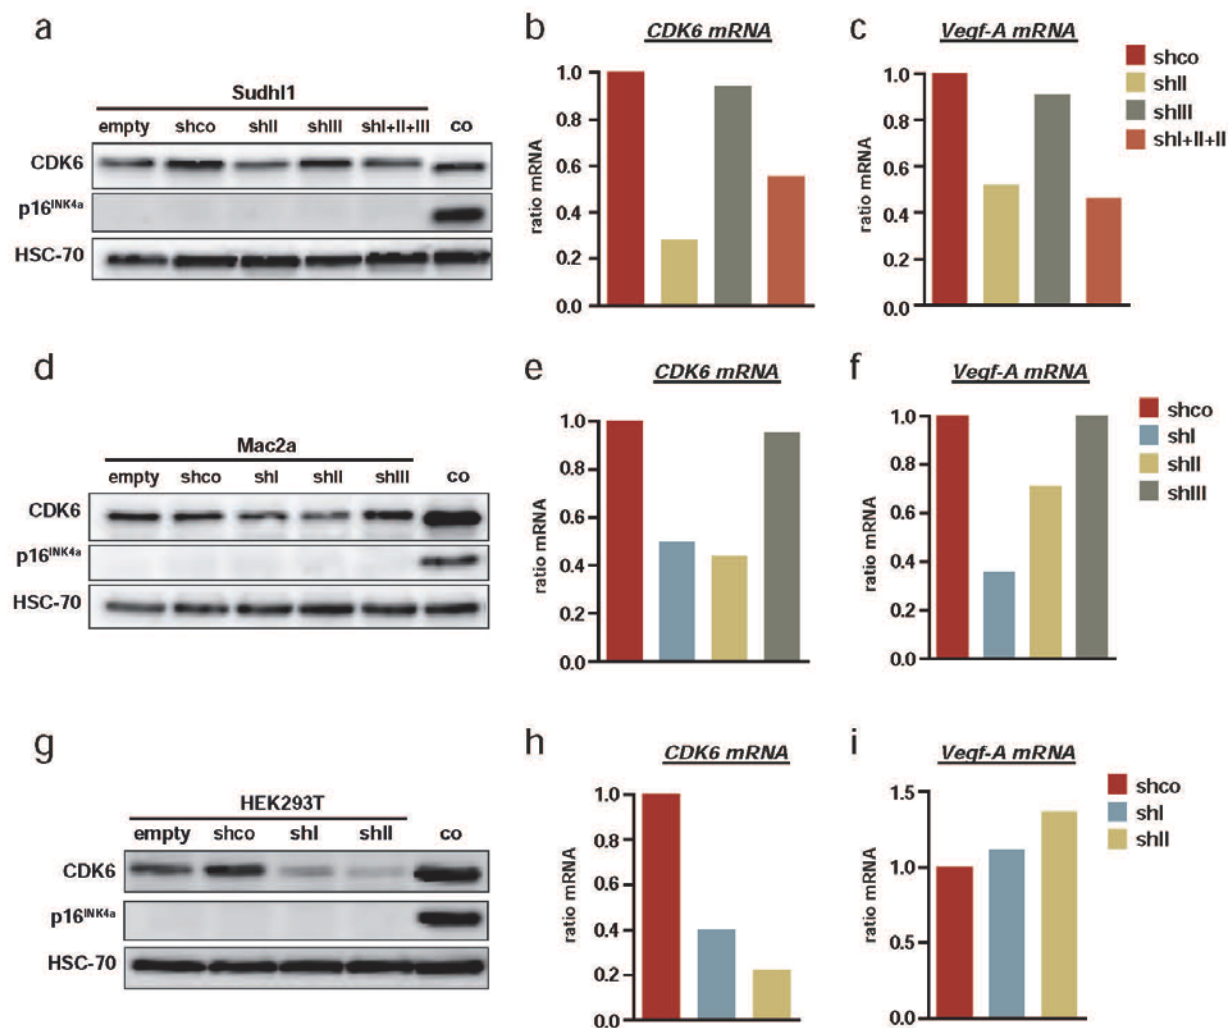 a
Sudhl1
empty shco shII shIII shI+II+III co
CDK6
p16INK4a
HSC-70
b
CDK6 mRNA
ratio mRNA
1.0
0.8
0.6
0.4
0.2
0.0
c
Veqf-A mRNA
ratio mRNA
1.0
0.8
0.6
0.4
0.2
0.0
shco
shII
shIII
shI+II+II
d
Mac2a
empty shco shI shII shIII co
CDK6
p16INK4a
HSC-70
e
CDK6 mRNA
ratio mRNA
1.0
0.8
0.6
0.4
0.2
0.0
f
Veqf-A mRNA
ratio mRNA
1.0
0.8
0.6
0.4
0.2
0.0
shco
shI
shII
shIII
g
HEK293T
empty shco shI shII co
CDK6
p16INK4a
HSC-70
h
CDK6 mRNA
ratio mRNA
1.0
0.8
0.6
0.4
0.2
0.0
i
Veqf-A mRNA
ratio mRNA
1.5
1.0
0.5
0.0
shco
shI
shII